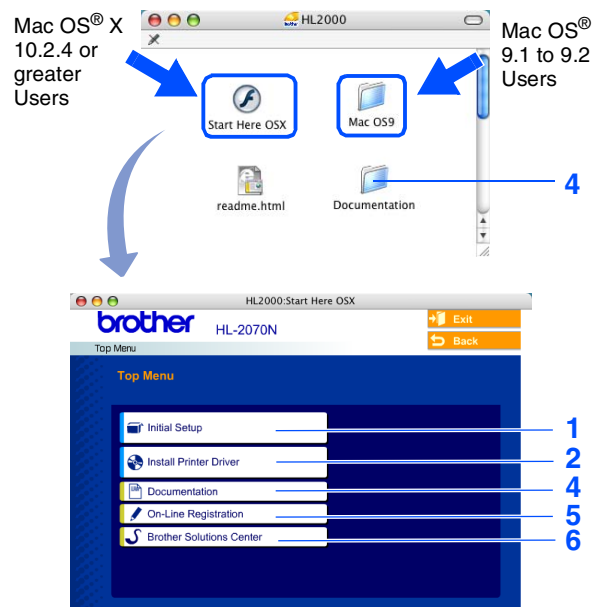 Mac OS® X
10.2.4 or
greater
Users
HL2000
Mac OS®
9.1 to 9.2
Users
Start Here OSX
Mac OS9
readme.html
Documentation
4
HL2000:Start Here OSX
brother
HL-2070N
Exit
Back
Top Menu
Top Menu
Initial Setup
1
Install Printer Driver
2
Documentation
4
On-Line Registration
5
Brother Solutions Center
6